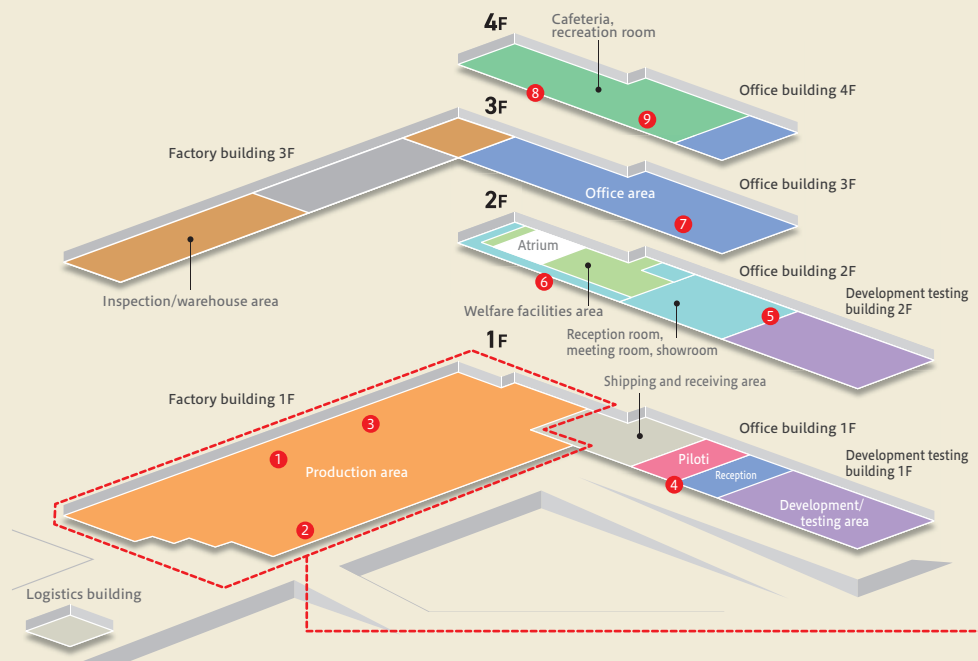 4F
Cafeteria,
recreation room
Office building 4F
8
9
3F
Factory building 3F
Office building 3F
Office area
7
Inspection/warehouse area
2F
Atrium
Office building 2F
6
Welfare facilities area
Development testing
building 2F
5
Reception room,
meeting room, showroom
1F
Factory building 1F
Shipping and receiving area
3
Office building 1F
1
Production area
Piloti
Reception
Development testing
building 1F
4
2
Development/
testing area
Logistics building